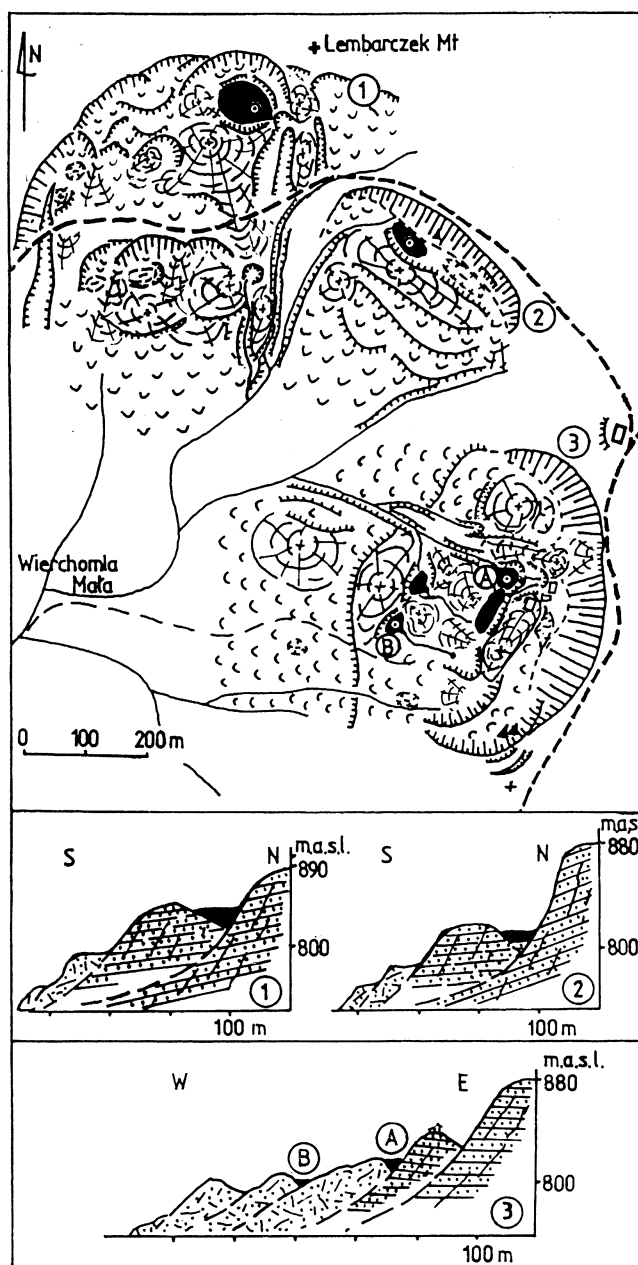 N
+ Lembarczek Mt
1
2
3
Wierchomla
Mała
A
B
0 100 200 m
S N m.a.s.l.
890
800
1
100 m
S N m.a.s.l.
880
800
2
100 m
W E m.a.s.l.
880
B A
800
3
100 m